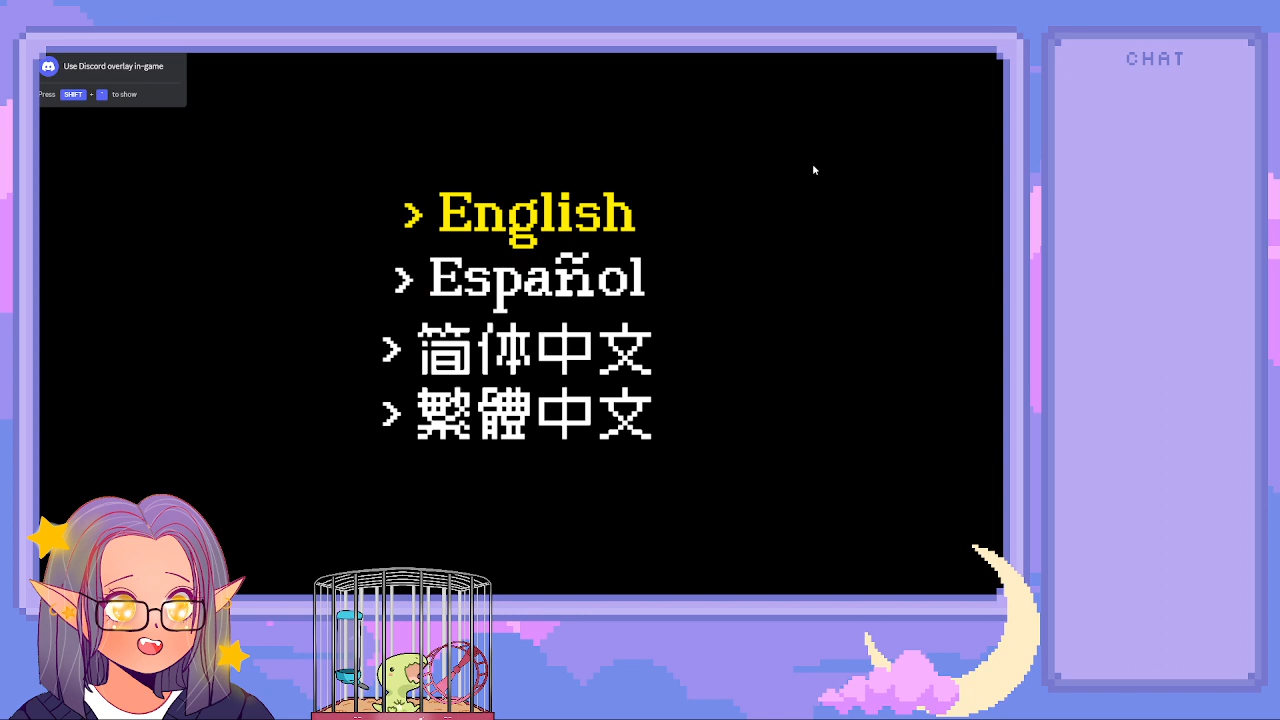 Use Discord overlay in-game
Press SHIFT + ` to show
CHAT
> English
> Español
> 简体中文
> 繁體中文